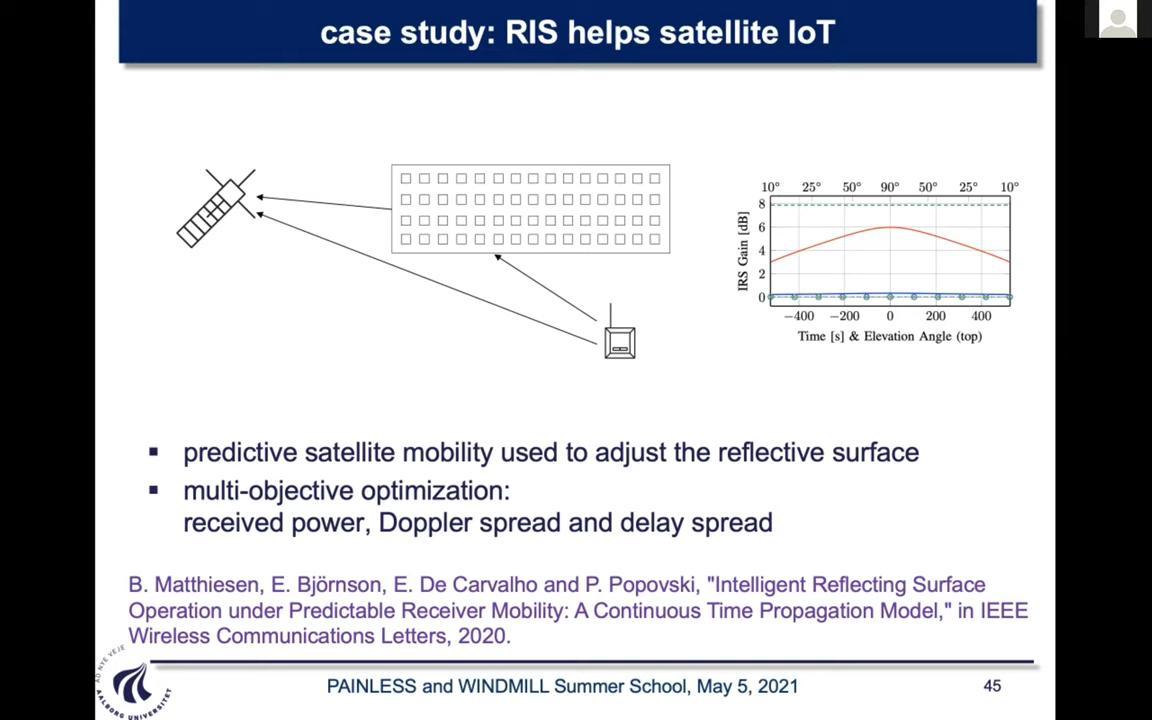 case study: RIS helps satellite IoT
10° 25° 50° 90° 50° 25° 10°
8
6
4
2
0
IRS Gain [dB]
−400 −200 0 200 400
Time [s] & Elevation Angle (top)
▪ predictive satellite mobility used to adjust the reflective surface
▪ multi-objective optimization:
received power, Doppler spread and delay spread
B. Matthiesen, E. Björnson, E. De Carvalho and P. Popovski, "Intelligent Reflecting Surface
Operation under Predictable Receiver Mobility: A Continuous Time Propagation Model," in IEEE
Wireless Communications Letters, 2020.
AALBORG UNIVERSITET
PAINLESS and WINDMILL Summer School, May 5, 2021
45